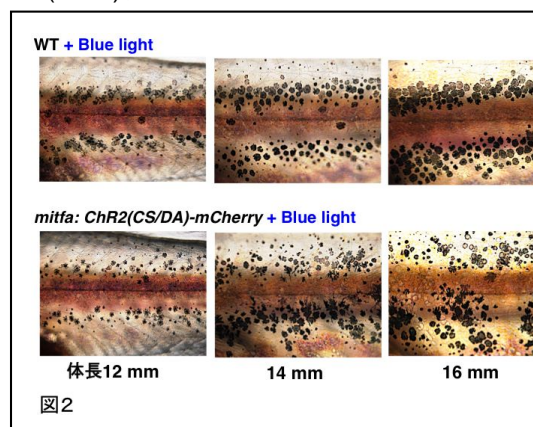 WT + Blue light
mitfa: ChR2(CS/DA)-mCherry + Blue light
体長12 mm
14 mm
16 mm
図2